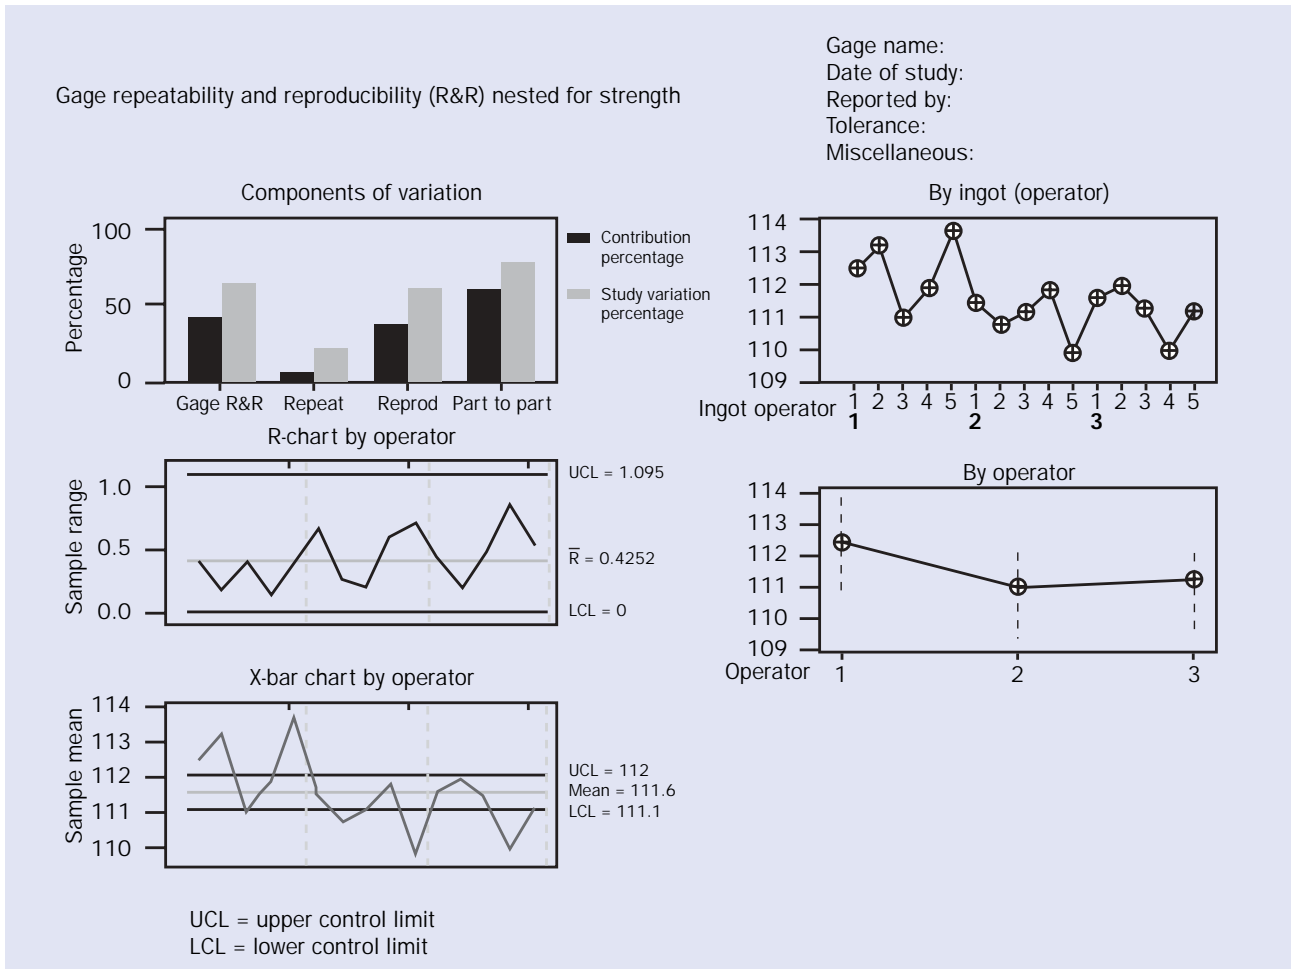 Gage name:
Date of study:
Reported by:
Tolerance:
Miscellaneous:
Gage repeatability and reproducibility (R&R) nested for strength
Components of variation
Percentage
100
50
0
Gage R&R Repeat Reprod Part to part
Contribution
percentage
Study variation
percentage
By ingot (operator)
114
113
112
111
110
109
Ingot operator 1 2 3 4 5 1 2 3 4 5 1 2 3 4 5
1 2 3
R-chart by operator
Sample range
1.0
0.5
0.0
UCL = 1.095
R̅ = 0.4252
LCL = 0
By operator
114
113
112
111
110
109
Operator 1 2 3
X-bar chart by operator
Sample mean
114
113
112
111
110
UCL = 112
Mean = 111.6
LCL = 111.1
UCL = upper control limit
LCL = lower control limit